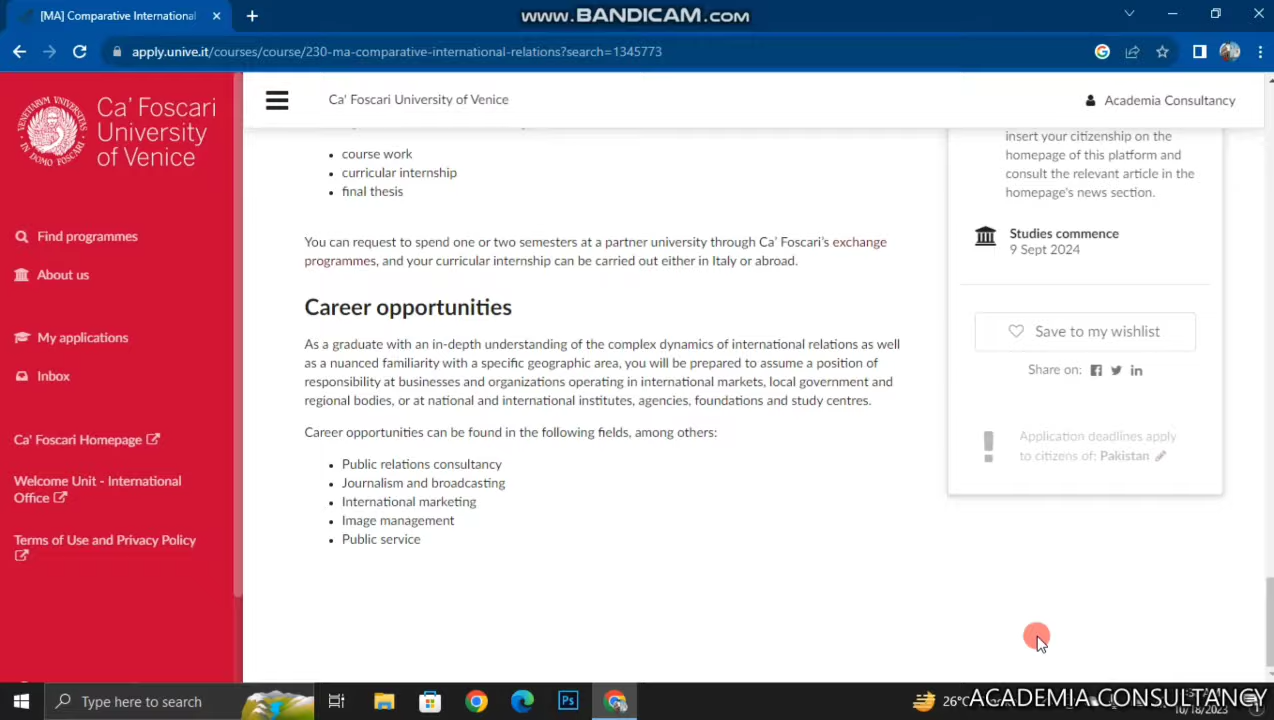 [MA] Comparative International
www.BANDICAM.com
apply.unive.it/courses/course/230-ma-comparative-international-relations?search=1345773
Ca' Foscari
University
of Venice
Ca' Foscari University of Venice
Academia Consultancy
Find programmes
About us
My applications
Inbox
Ca' Foscari Homepage
Welcome Unit - International
Office
Terms of Use and Privacy Policy
course work
curricular internship
final thesis
You can request to spend one or two semesters at a partner university through Ca' Foscari's exchange
programmes, and your curricular internship can be carried out either in Italy or abroad.
Career opportunities
As a graduate with an in-depth understanding of the complex dynamics of international relations as well
as a nuanced familiarity with a specific geographic area, you will be prepared to assume a position of
responsibility at businesses and organizations operating in international markets, local government and
regional bodies, or at national and international institutes, agencies, foundations and study centres.
Career opportunities can be found in the following fields, among others:
Public relations consultancy
Journalism and broadcasting
International marketing
Image management
Public service
insert your citizenship on the
homepage of this platform and
consult the relevant article in the
homepage's news section.
Studies commence
9 Sept 2024
Save to my wishlist
Share on:
Application deadlines apply
to citizens of: Pakistan
Type here to search
Ps
26°C
ACADEMIA CONSULTANCY
10/18/2023